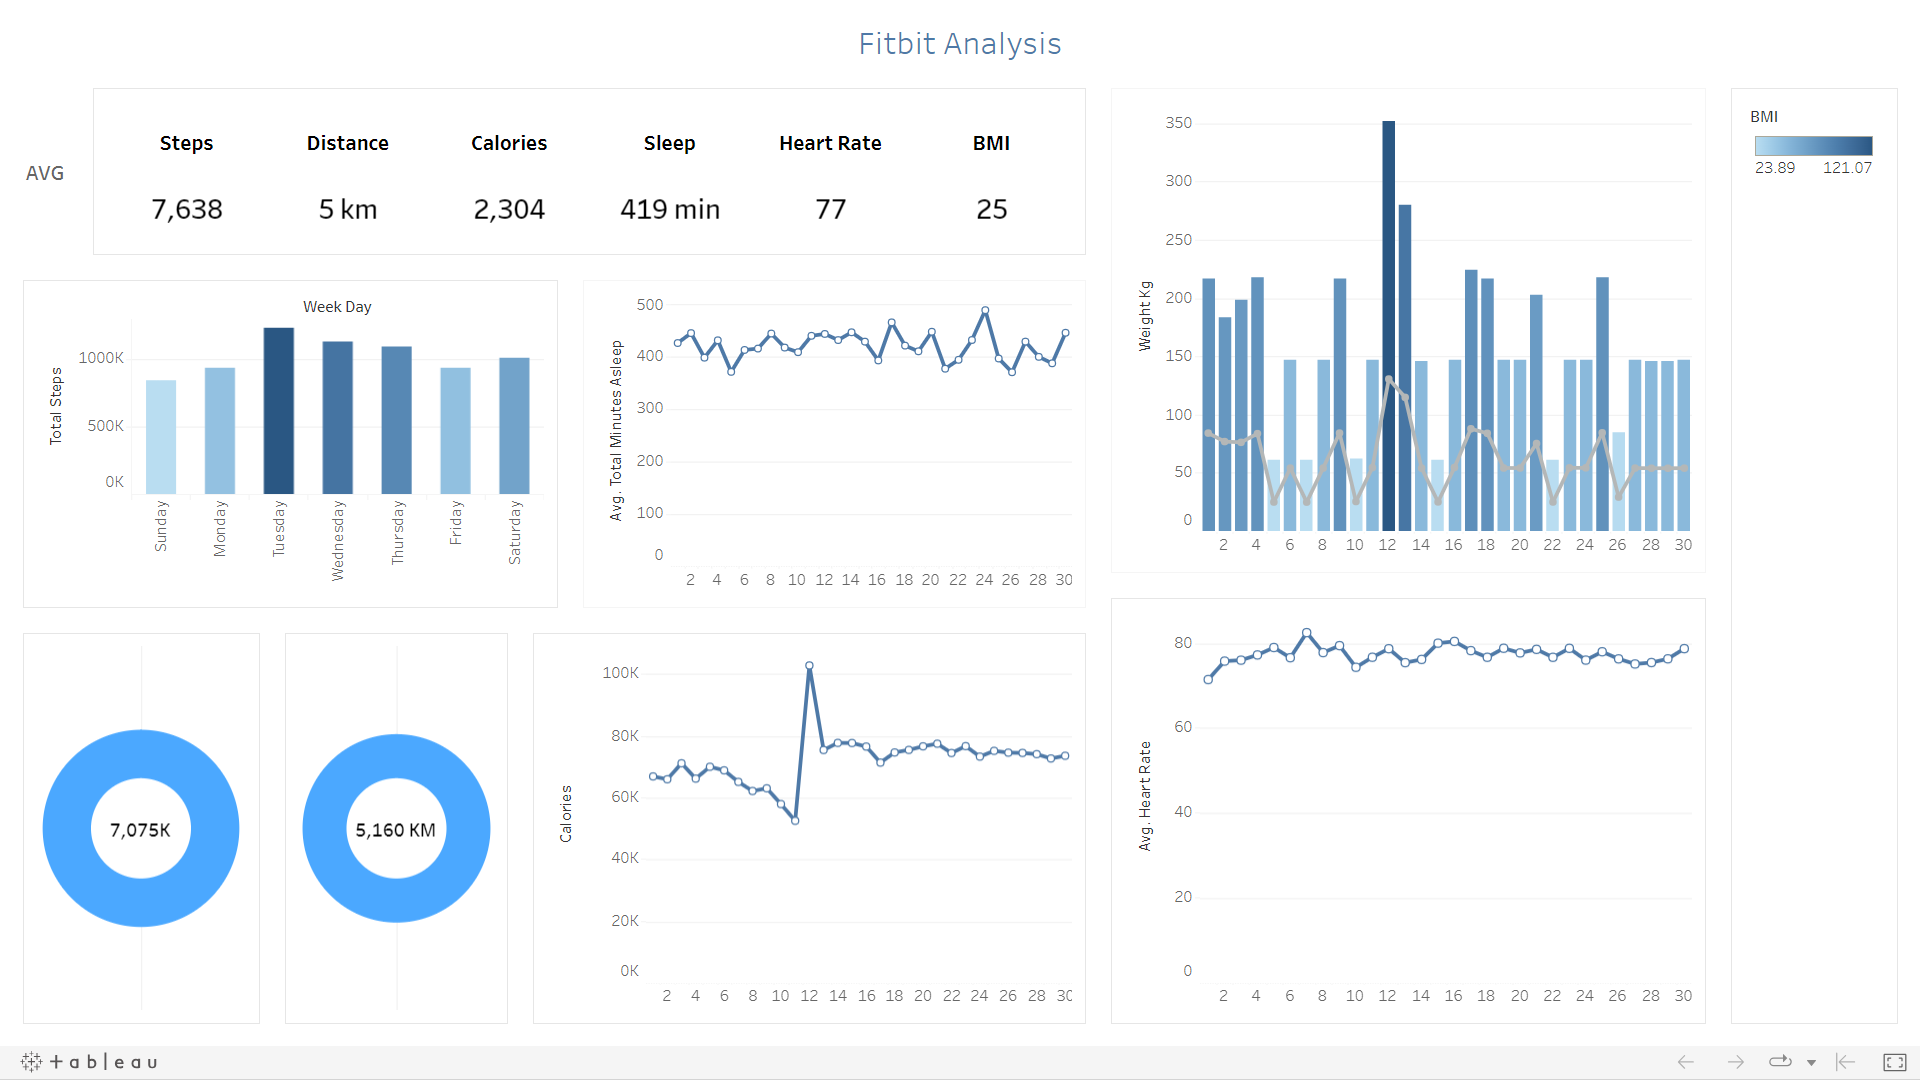 Fitbit Analysis
AVG
Steps Distance Calories Sleep Heart Rate BMI
7,638 5 km 2,304 419 min 77 25
Week Day
Total Steps
1000K
500K
0K
Sunday Monday Tuesday Wednesday Thursday Friday Saturday
Avg. Total Minutes Asleep
500
400
300
200
100
0
2 4 6 8 10 12 14 16 18 20 22 24 26 28 30
Weight Kg
350
300
250
200
150
100
50
0
2 4 6 8 10 12 14 16 18 20 22 24 26 28 30
BMI
23.89 121.07
7,075K
5,160 KM
Calories
100K
80K
60K
40K
20K
0K
2 4 6 8 10 12 14 16 18 20 22 24 26 28 30
Avg. Heart Rate
80
60
40
20
0
2 4 6 8 10 12 14 16 18 20 22 24 26 28 30
+ableau